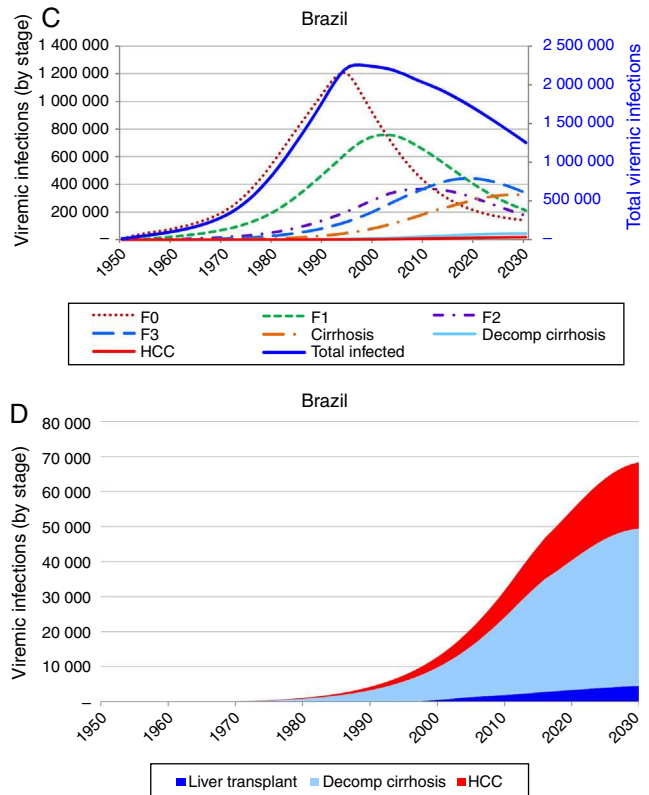 C
Brazil
Viremic infections (by stage)
1 400 000
1 200 000
1 000 000
800 000
600 000
400 000
200 000
–
2 500 000
2 000 000
1 500 000
1 000 000
500 000
–
Total viremic infections
1950 1960 1970 1980 1990 2000 2010 2020 2030
F0 F1 F2
F3 Cirrhosis Decomp cirrhosis
HCC Total infected
D
Brazil
Viremic infections (by stage)
80 000
70 000
60 000
50 000
40 000
30 000
20 000
10 000
–
1950 1960 1970 1980 1990 2000 2010 2020 2030
Liver transplant Decomp cirrhosis HCC